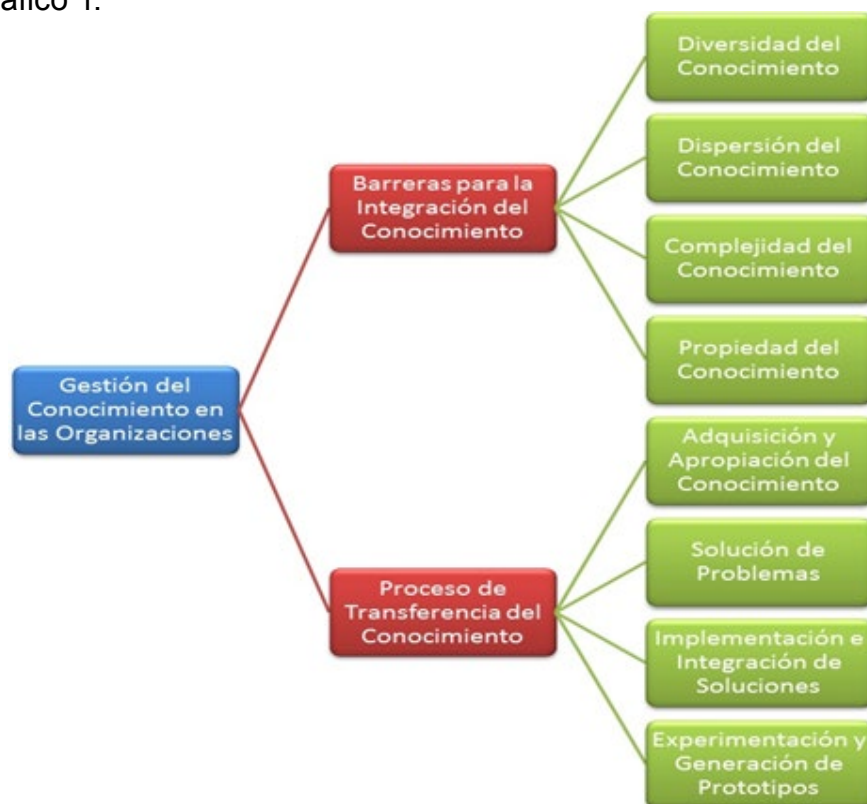 Diversidad del
Conocimiento
Dispersión del
Conocimiento
Barreras para la
Integración del
Conocimiento
Complejidad del
Conocimiento
Propiedad del
Conocimiento
Gestión del
Conocimiento en
las Organizaciones
Adquisición y
Apropiación del
Conocimiento
Solución de
Problemas
Proceso de
Transferencia del
Conocimiento
Implementación e
Integración de
Soluciones
Experimentación y
Generación de
Prototipos